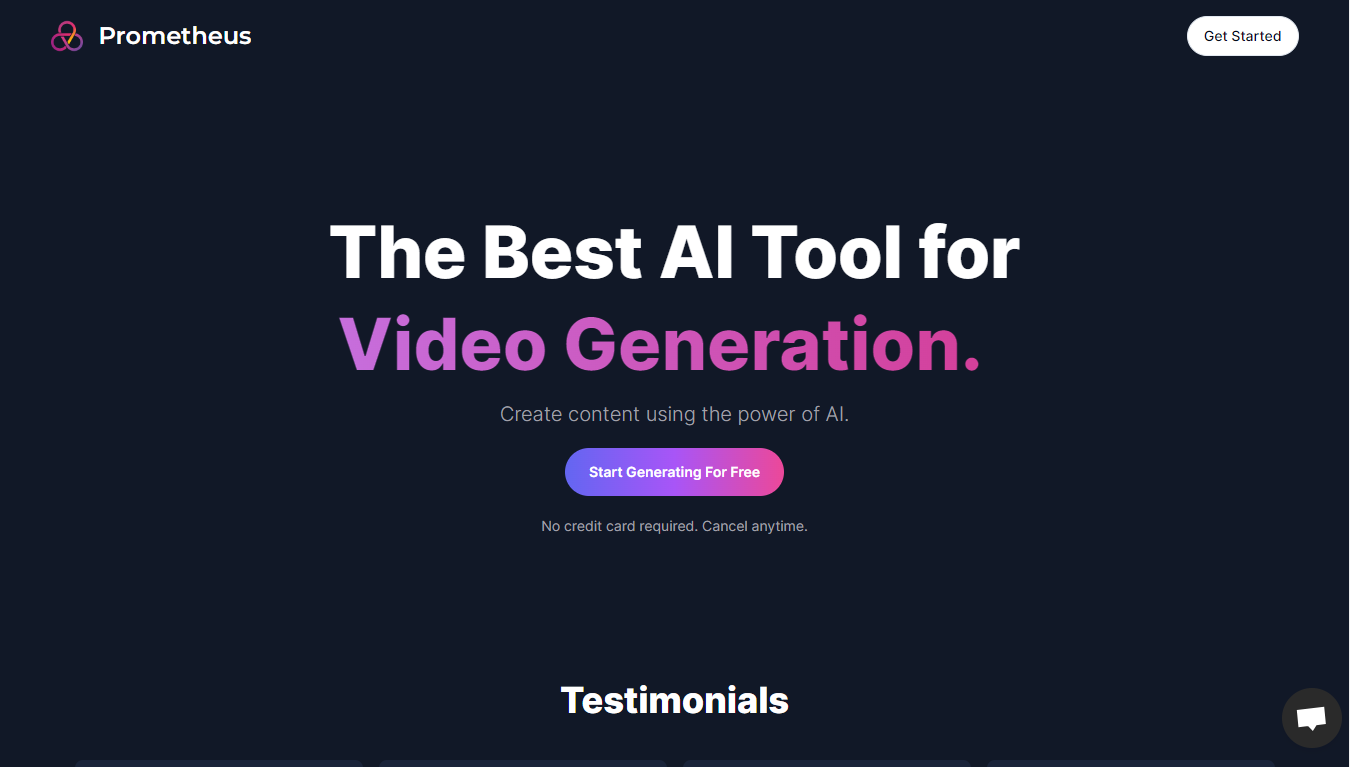 Prometheus
Get Started
The Best AI Tool for
Video Generation.
Create content using the power of AI.
Start Generating For Free
No credit card required. Cancel anytime.
Testimonials